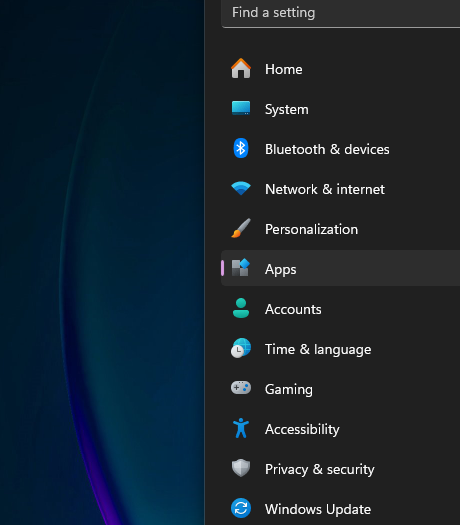 Find a setting
Home
System
Bluetooth & devices
Network & internet
Personalization
Apps
Accounts
Time & language
Gaming
Accessibility
Privacy & security
Windows Update